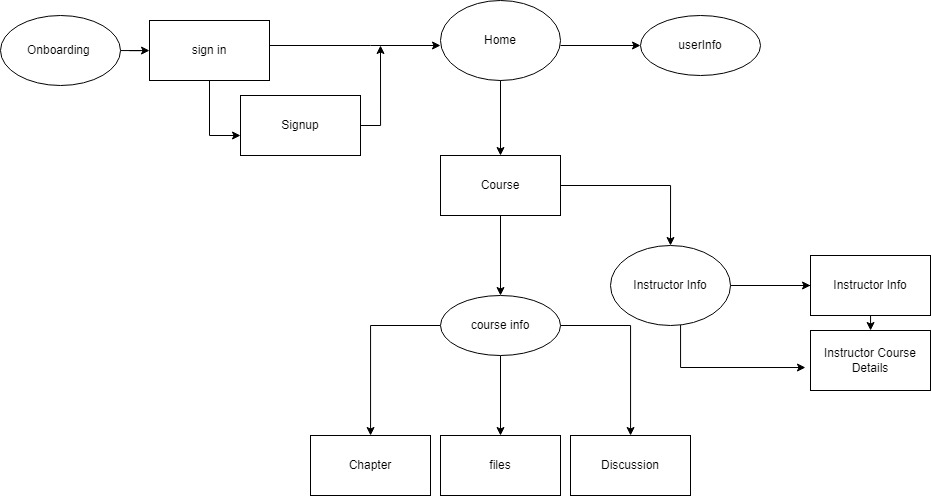 Onboarding
sign in
Home
userInfo
Signup
Course
Instructor Info
Instructor Info
course info
Instructor Course
Details
Chapter
files
Discussion